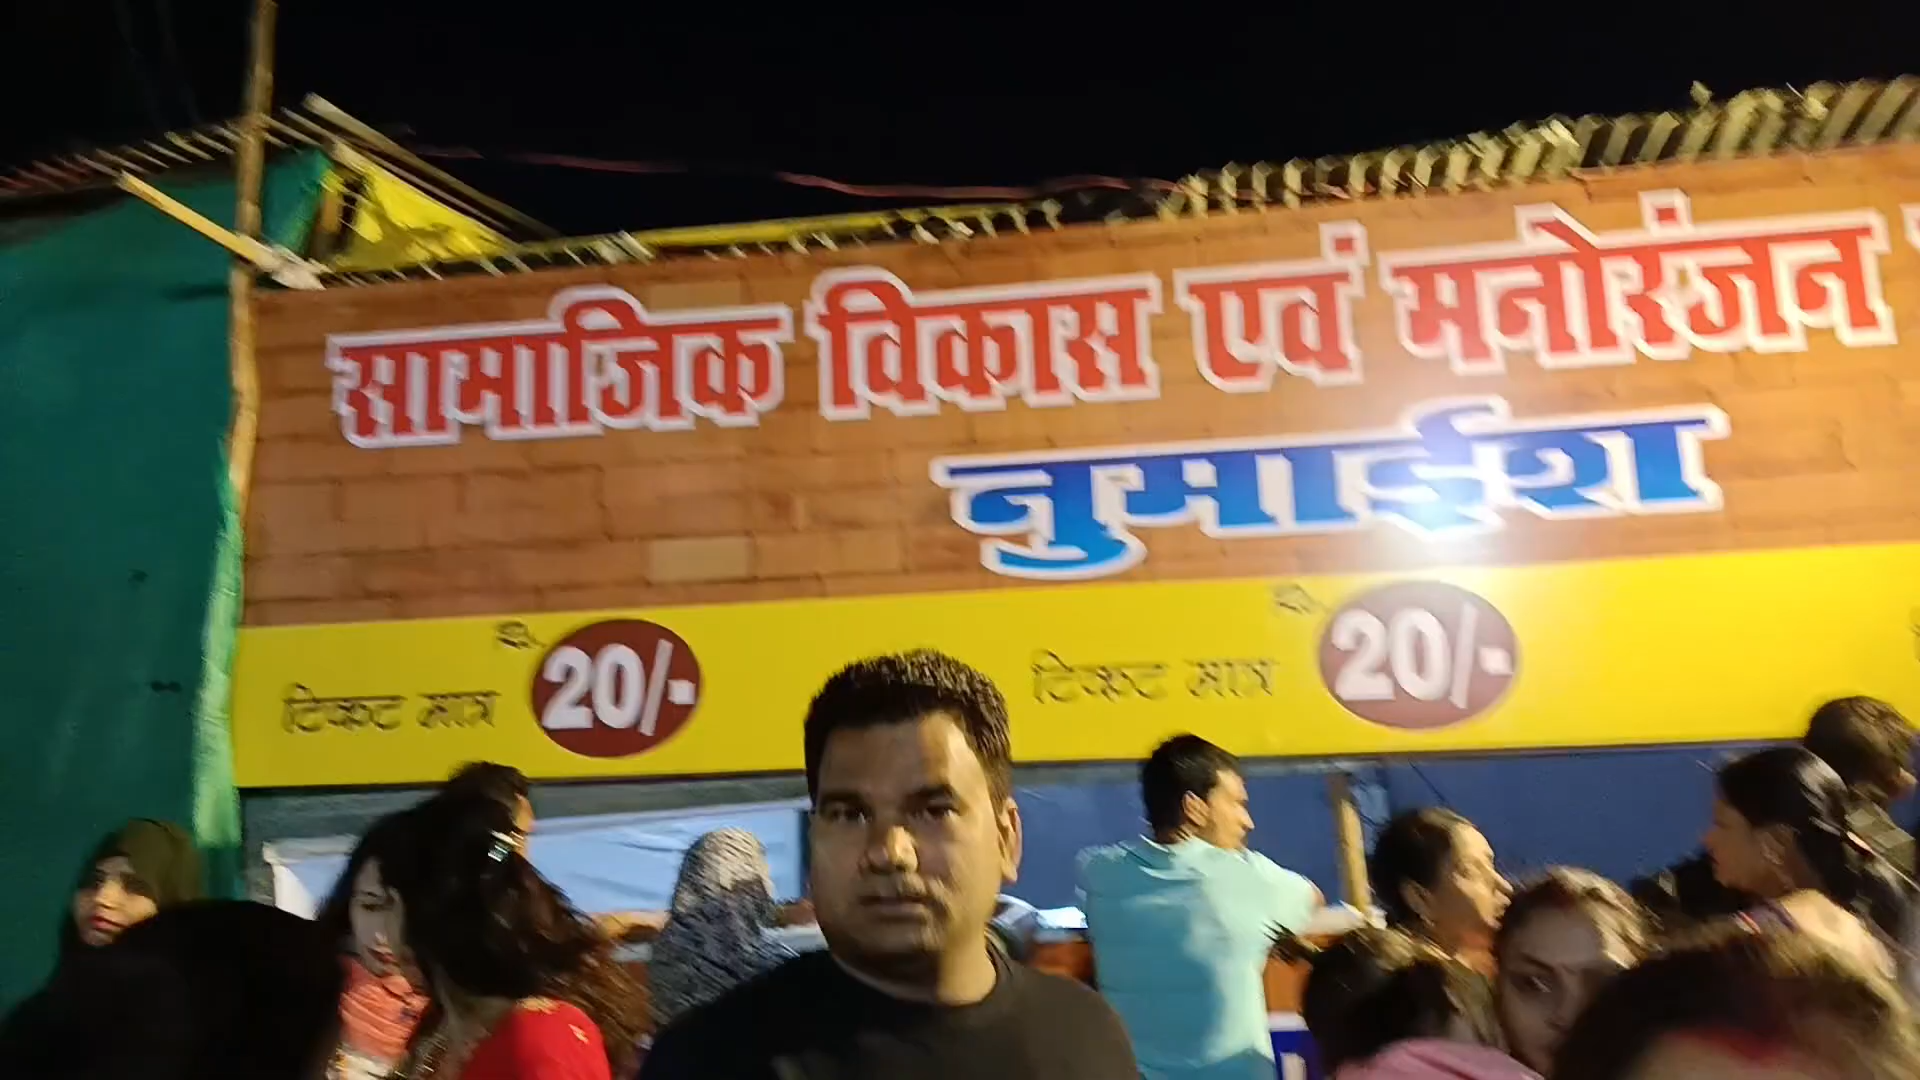 सामाजिक विकास एवं मनोरंजन
नुमाईश
टिकट मात्र रु. 20/-
टिकट मात्र रु. 20/-